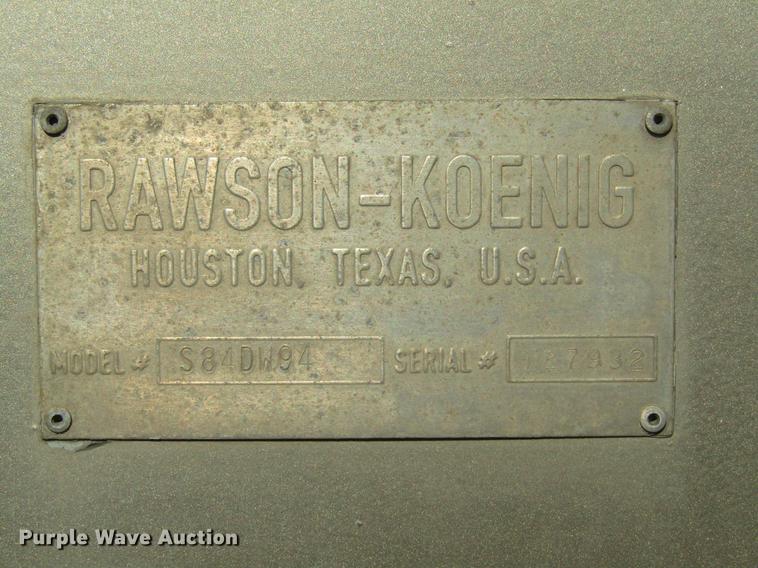 RAWSON-KOENIG
HOUSTON, TEXAS, U.S.A.
MODEL # S84DW94 SERIAL #
Purple Wave Auction